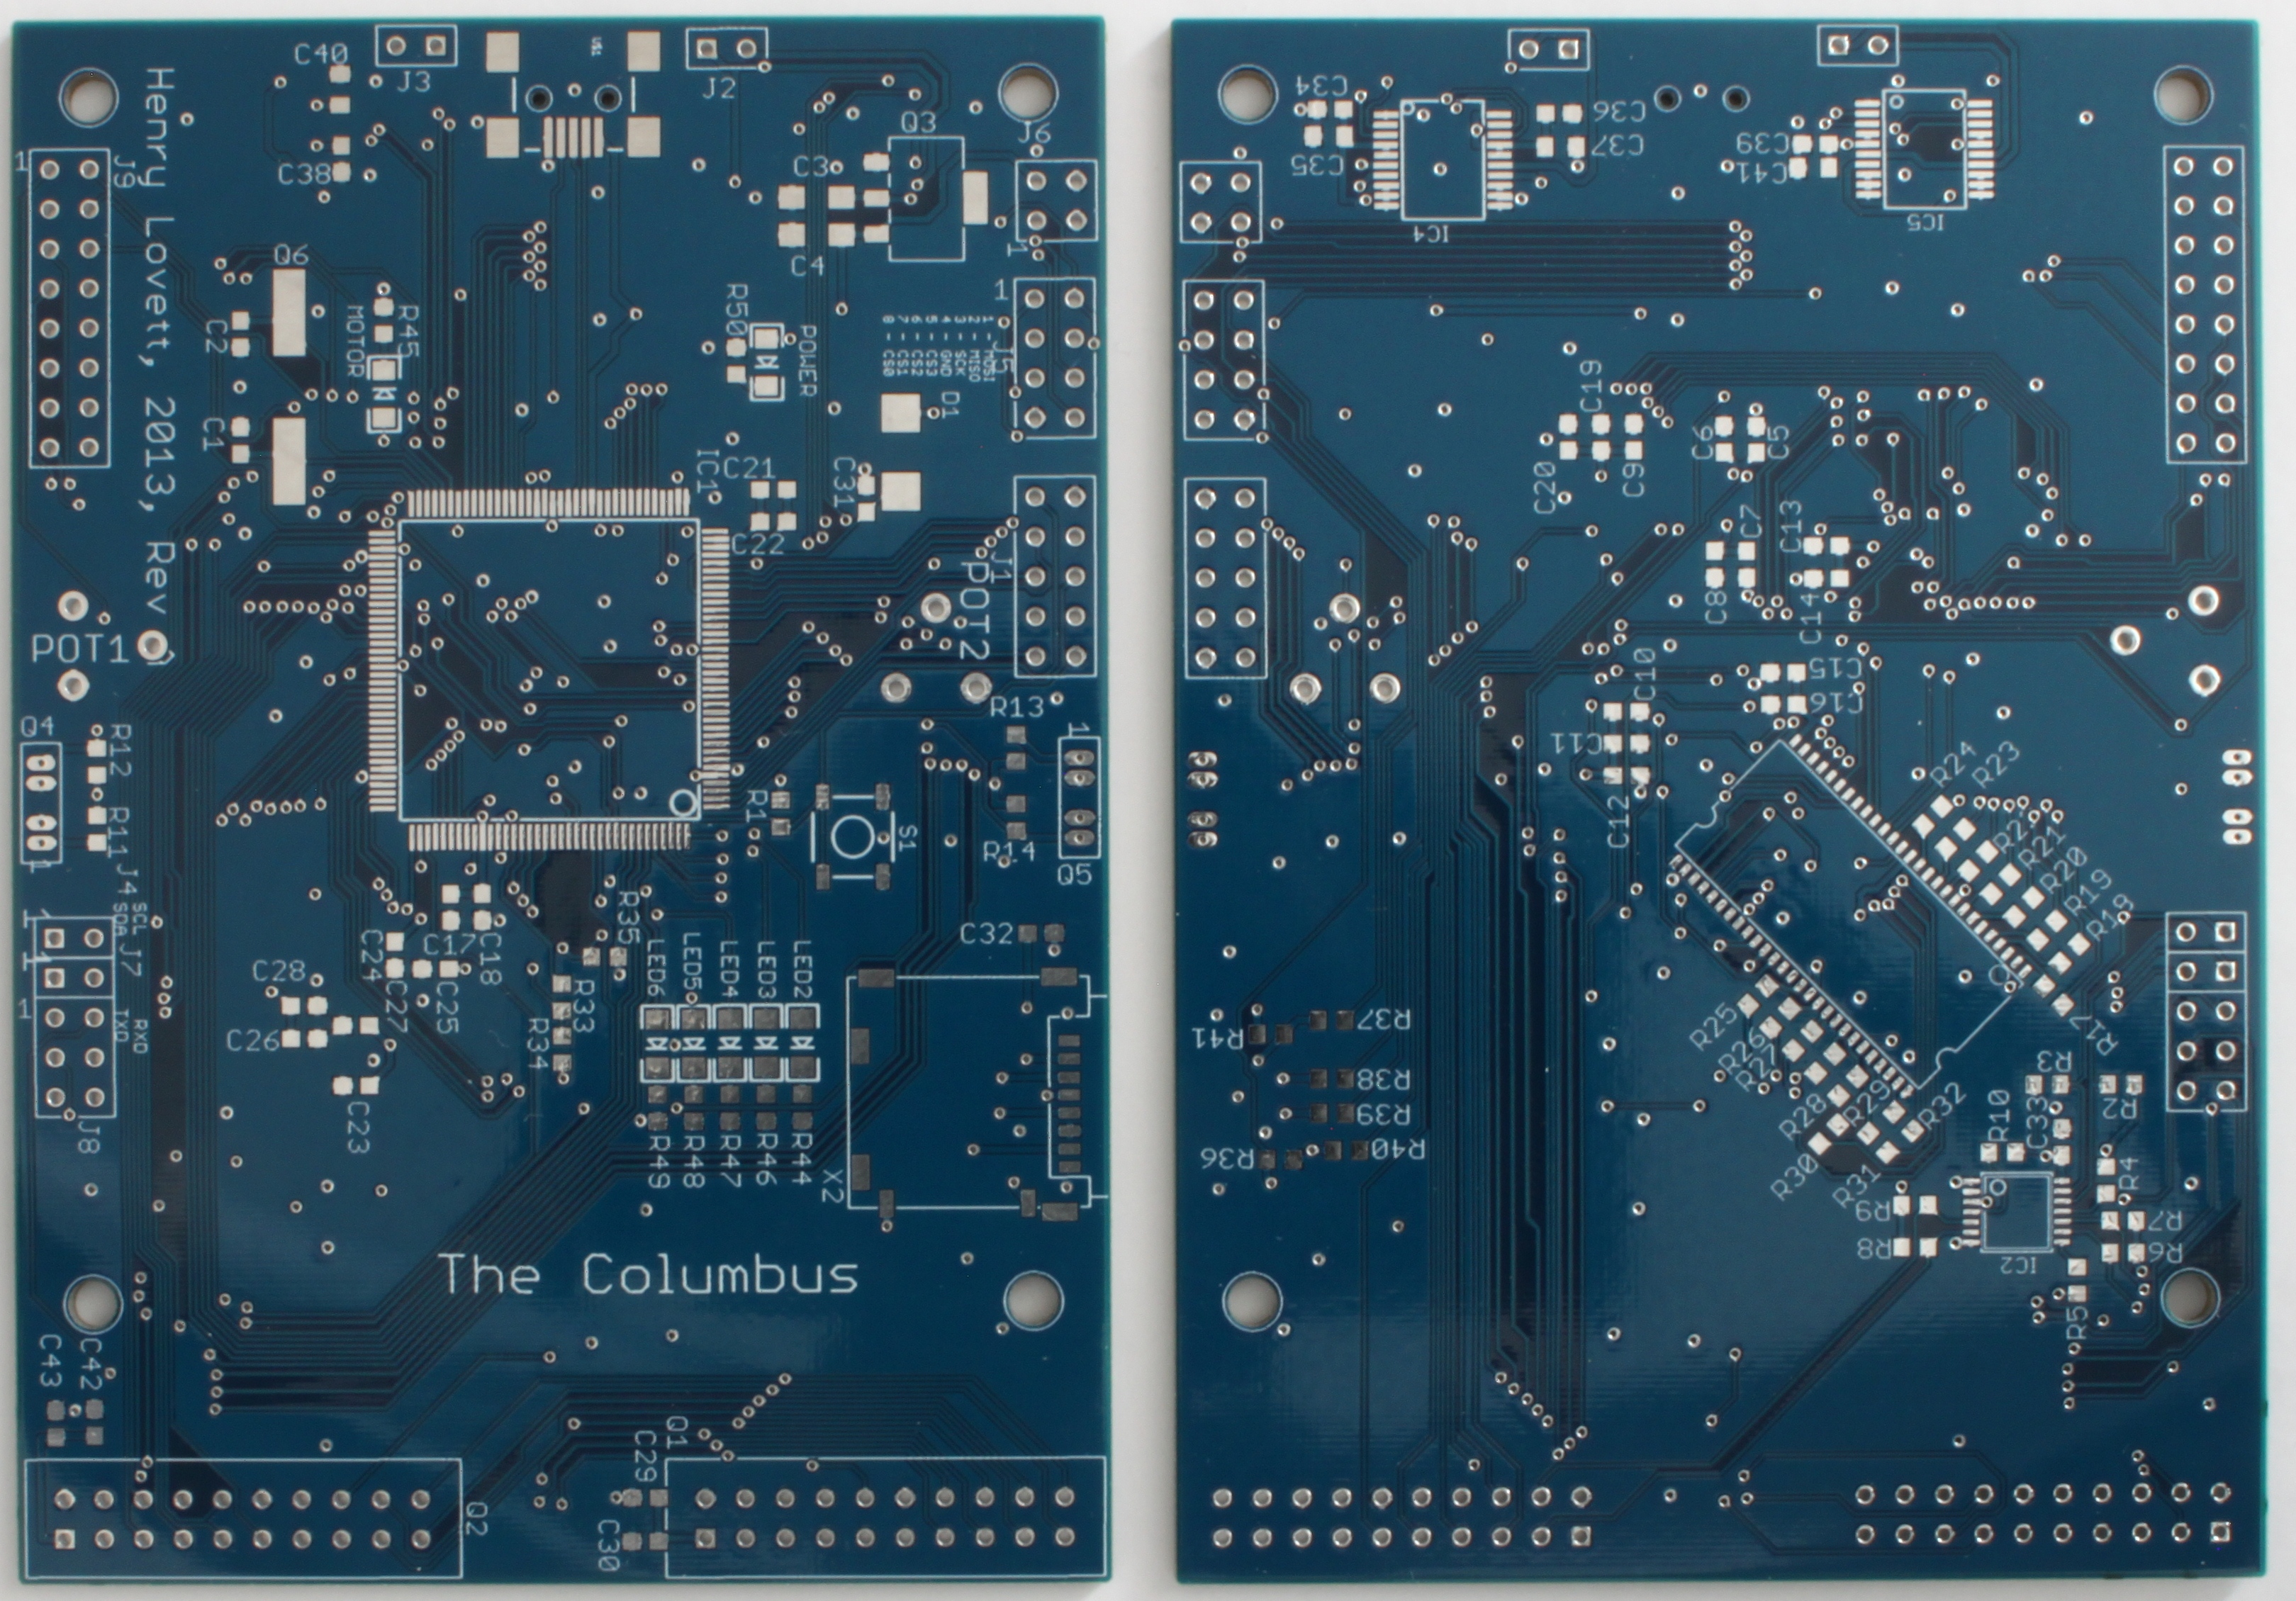 C40
J3
J2
Henry Lovett, 2013, Rev
J9
1
C38
C3
Q3
J6
1
C4
Q6
C2
MOTOR
R45
R50
POWER
1 - MOSI
2 - MISO
3 - SCK
4 - GND
5 - CS3
6 - CS2
7 - CS1
8 - CS0
1
J5
D1
C1
IC1
C21
C22
C31
J1
POT2
POT1
Q4
R12
R11
1
R13
1
R14
Q5
R1
S1
J4
SCL
SDA
J7
RXD
TXD
1
J8
C17
C18
C24
C27
C25
C28
C26
C23
R35
R33
R34
LED6
LED5
LED4
LED3
LED2
R49
R48
R47
R46
R44
C32
X2
The Columbus
C43
C42
Q2
Q1
C29
C30
C34
C35
IC4
C36
C37
C39
C41
IC5
C19
C20
C9
C6
C5
C7
C8
C13
C14
C10
C11
C12
C15
C16
R24
R23
R21
R20
R19
R17
R25
R26
R27
R28
R29
R30
R31
R32
R37
R41
R38
R39
R36
R40
R3
R2
R10
C33
R4
R9
R8
R7
R6
IC2
R5